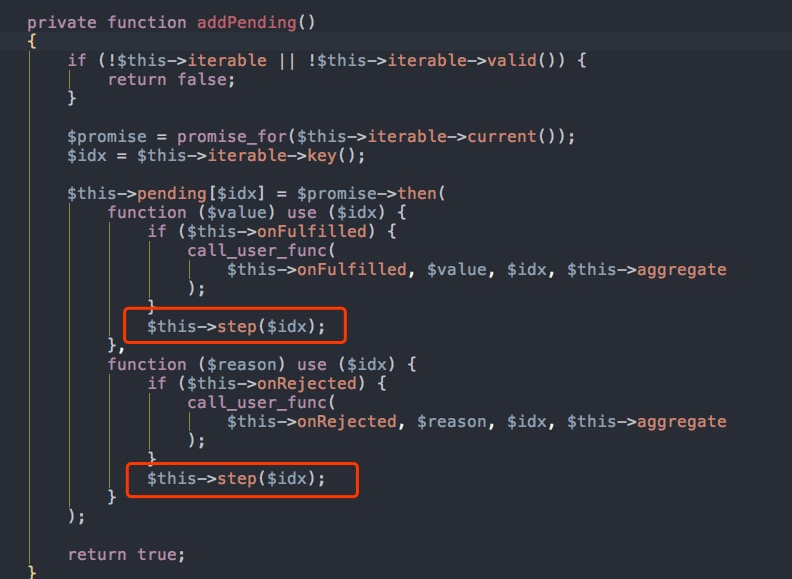 private function addPending()
{
    if (!$this->iterable || !$this->iterable->valid()) {
        return false;
    }
    $promise = promise_for($this->iterable->current());
    $idx = $this->iterable->key();
    $this->pending[$idx] = $promise->then(
        function ($value) use ($idx) {
            if ($this->onFulfilled) {
                call_user_func(
                    $this->onFulfilled, $value, $idx, $this->aggregate
                );
            }
            $this->step($idx);
        },
        function ($reason) use ($idx) {
            if ($this->onRejected) {
                call_user_func(
                    $this->onRejected, $reason, $idx, $this->aggregate
                );
            }
            $this->step($idx);
        }
    );
    return true;
}